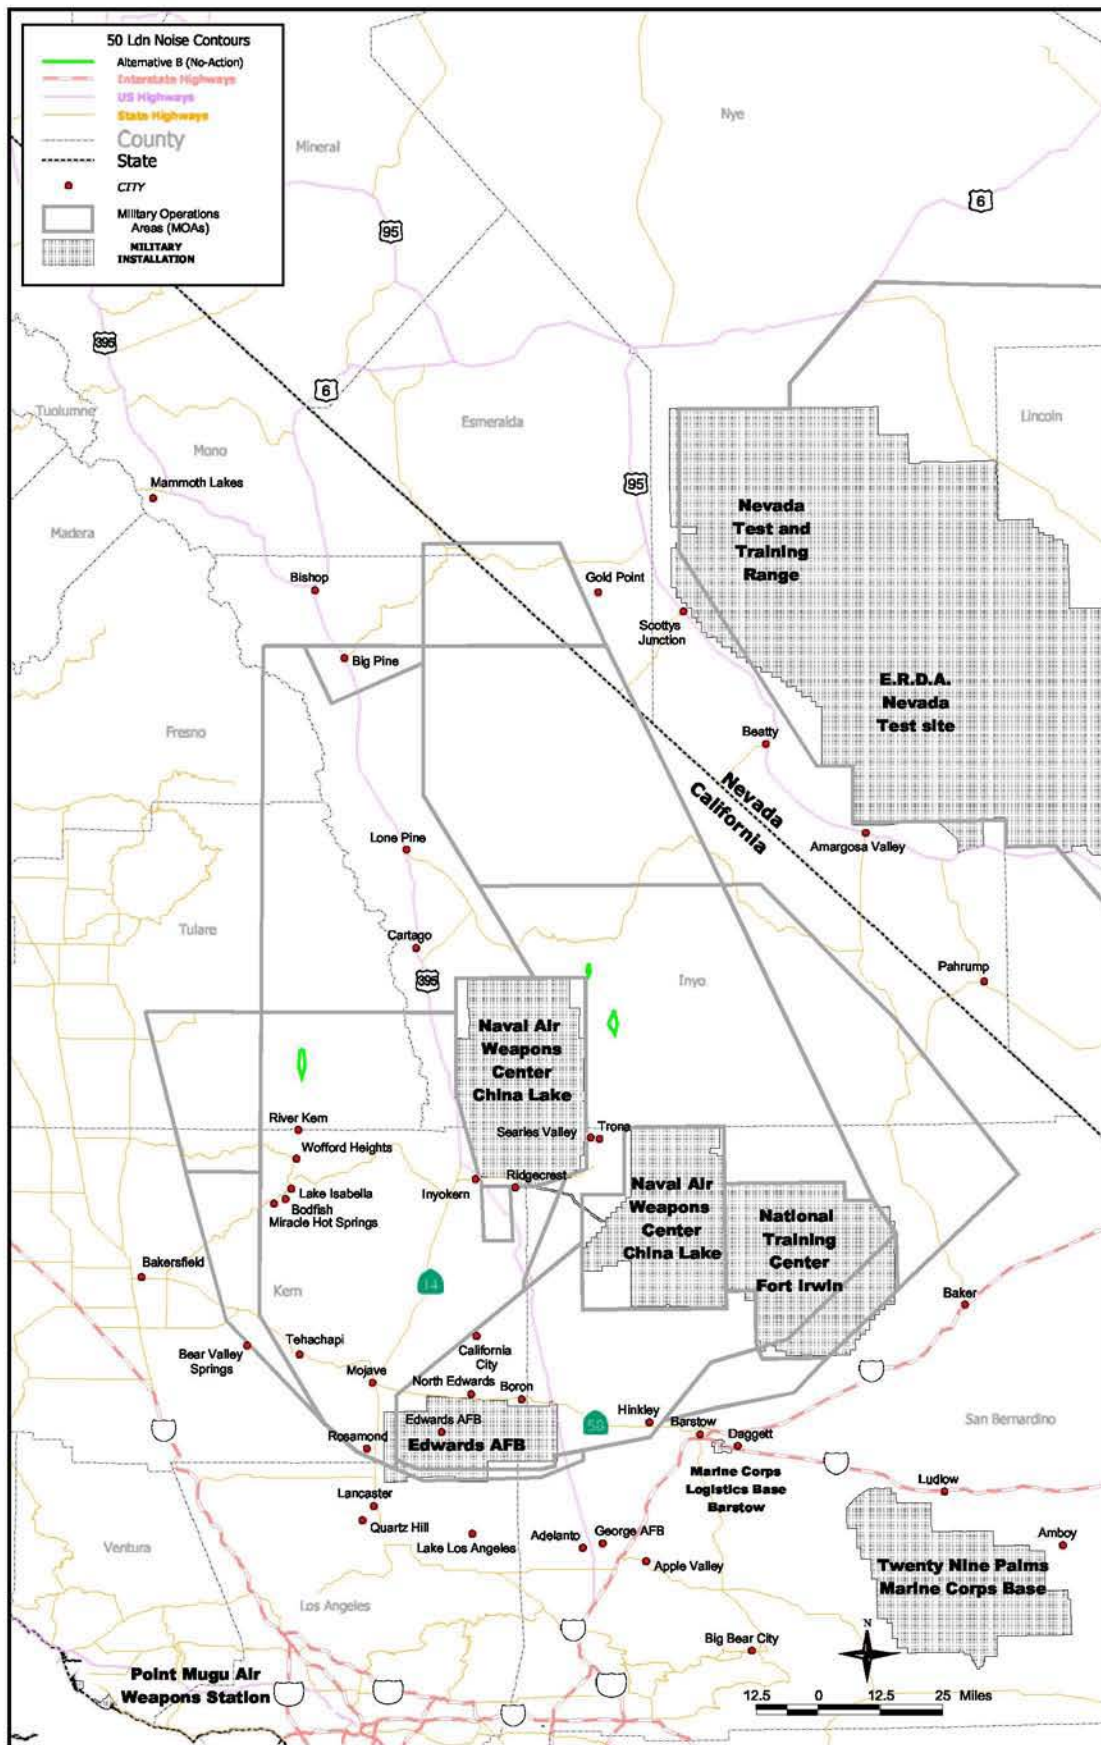 50 Ldn Noise Contours
Alternative B (No-Action)
Interstate Highways
US Highways
State Highways
County
State
CITY
Military Operations
Areas (MOAs)
MILITARY
INSTALLATION
Nye
Mineral
6
95
395
6
Tuolumne
Esmeralda
Lincoln
Mono
Mammoth Lakes
95
Madera
Nevada
Test and
Training
Range
Bishop
Gold Point
Scottys
Junction
Big Pine
E.R.D.A.
Nevada
Test site
Fresno
Beatty
Nevada
California
Lone Pine
Amargosa Valley
Tulare
Cartago
395
Inyo
Pahrump
Naval Air
Weapons
Center
China Lake
River Kern
Searles Valley
Trona
Wofford Heights
Inyokern
Ridgecrest
Lake Isabella
Bodfish
Miracle Hot Springs
Naval Air
Weapons
Center
China Lake
National
Training
Center
Fort Irwin
Bakersfield
Kern
14
Baker
Bear Valley
Springs
Tehachapi
California
City
Mojave
North Edwards
Boron
58
Hinkley
Barstow
Daggett
San Bernardino
Edwards AFB
Edwards AFB
Rosamond
Marine Corps
Logistics Base
Barstow
Ludlow
Lancaster
Quartz Hill
Lake Los Angeles
Adelanto
George AFB
Apple Valley
Amboy
Ventura
Twenty Nine Palms
Marine Corps Base
Los Angeles
Big Bear City
N
Point Mugu Air
Weapons Station
12.5 0 12.5 25 Miles